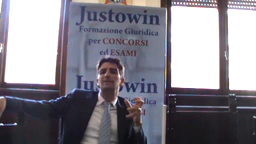 Justowin
Formazione Giuridica
per CONCORSI
ed ESAMI
Justowin
Giuridica